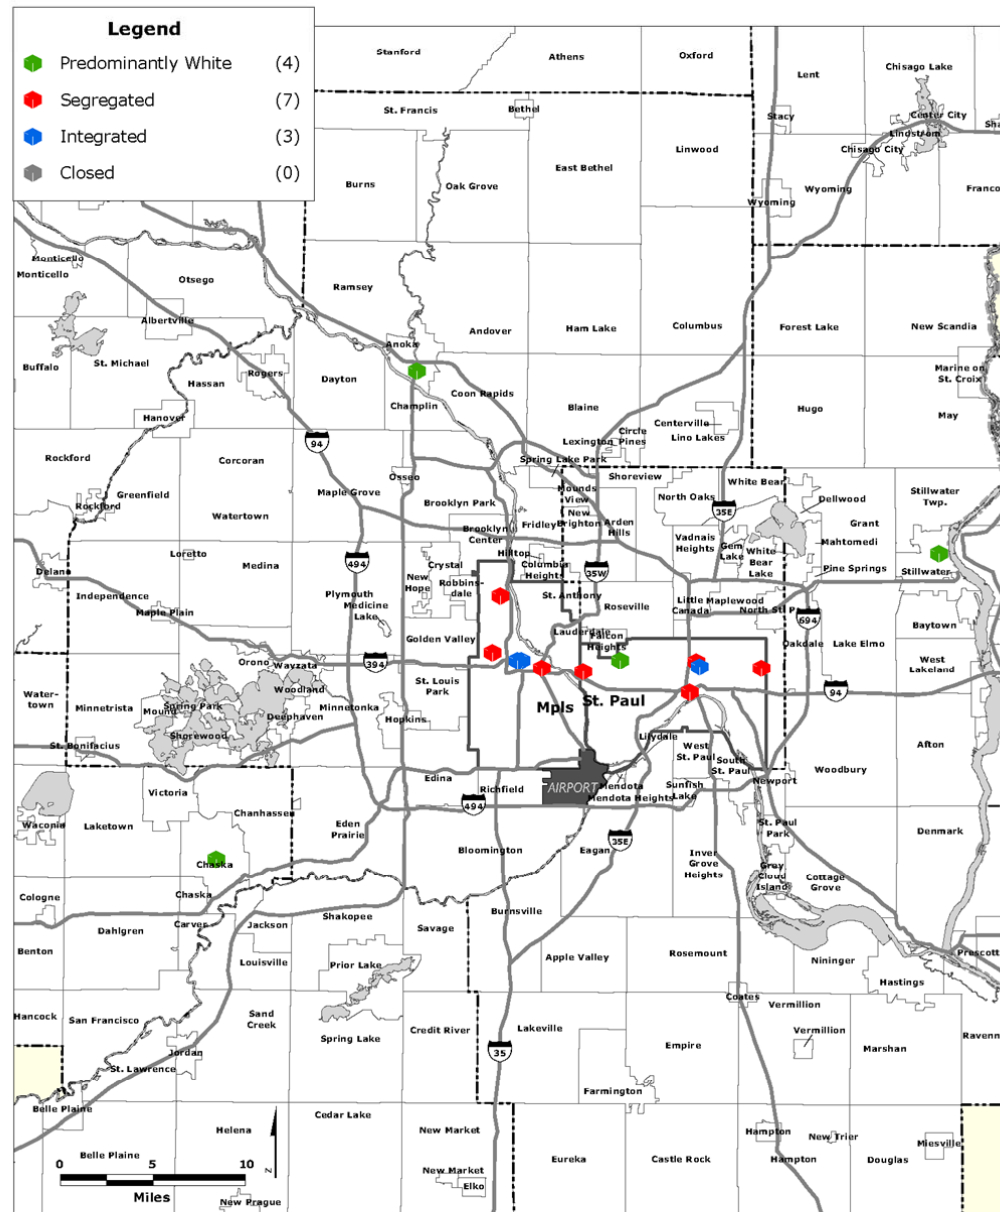 Legend
Predominantly White (4)
Segregated (7)
Integrated (3)
Closed (0)
Stanford
Athens
Oxford
Lent
Chisago Lake
St. Francis
Bethel
Stacy
Center City
Lindstrom
Chisago City
Linwood
East Bethel
Burns
Oak Grove
Wyoming
Wyoming
Franco
Monticello
Monticello
Otsego
Ramsey
Albertville
Andover
Ham Lake
Columbus
Forest Lake
New Scandia
Anoka
Buffalo
St. Michael
Hassan
Rogers
Dayton
Coon Rapids
Champlin
Blaine
Marine on
St. Croix
Hugo
May
Hanover
Centerville
Lino Lakes
Circle
Lexington Pines
94
Rockford
Corcoran
Spring Lake Park
Osseo
Shoreview
White Bear
Maple Grove
Mounds
View
North Oaks
Dellwood
Stillwater
Twp.
Greenfield
Rockford
Brooklyn Park
35E
Watertown
New
Brighton
Fridley
Arden
Hills
Grant
Brooklyn
Center
Vadnais
Heights
Gem
Lake
White
Bear
Lake
Mahtomedi
Loretto
Medina
494
Crystal
Hilltop
Columbia
Heights
35W
Pine Springs
Stillwater
Delano
New
Hope
Robbins-
dale
Independence
Plymouth
Medicine
Lake
St. Anthony
Roseville
Little
Canada
Maplewood
North St. P
Maple Plain
694
Baytown
Golden Valley
Lauderdale
Falcon
Heights
Oakdale
Lake Elmo
Orono
Wayzata
394
West
Lakeland
Water-
town
Minnetrista
Mound
Spring Park
Woodland
Deephaven
Minnetonka
St. Louis
Park
Hopkins
94
Mpls
St. Paul
Shorewood
St. Bonifacius
Lilydale
West
St. Paul
South
St. Paul
Afton
Woodbury
Edina
AIRPORT
Richfield
Mendota
Mendota Heights
Sunfish
Lake
Newport
Victoria
494
Waconia
Laketown
Chanhassen
Eden
Prairie
Bloomington
35E
Eagan
St. Paul
Park
Denmark
Chaska
Inver
Grove
Heights
Grey
Cloud
Island
Cottage
Grove
Cologne
Chaska
Carver
Shakopee
Burnsville
Dahlgren
Jackson
Savage
Benton
Louisville
Prior Lake
Apple Valley
Rosemount
Nininger
Prescott
Hastings
Coates
Vermillion
Hancock
San Francisco
Sand
Creek
Spring Lake
Credit River
Lakeville
Empire
Vermillion
Marshan
Ravenn
Jordan
St. Lawrence
35
Farmington
Belle Plaine
Helena
Cedar Lake
New Market
Hampton
New Trier
Miesville
Belle Plaine
Eureka
Castle Rock
Hampton
Douglas
New Market
Elko
New Prague
0 5 10
Miles
N